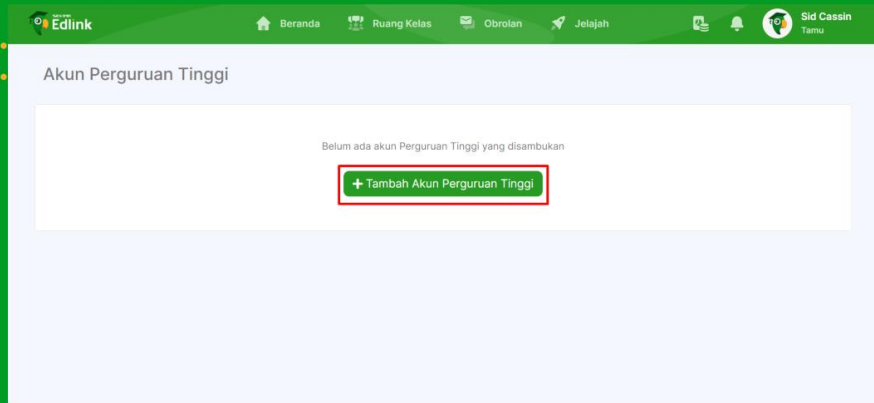 Edlink
Beranda
Ruang Kelas
Obrolan
Jelajah
Sid Cassin
Tamu
Akun Perguruan Tinggi
Belum ada akun Perguruan Tinggi yang disambukan
+ Tambah Akun Perguruan Tinggi